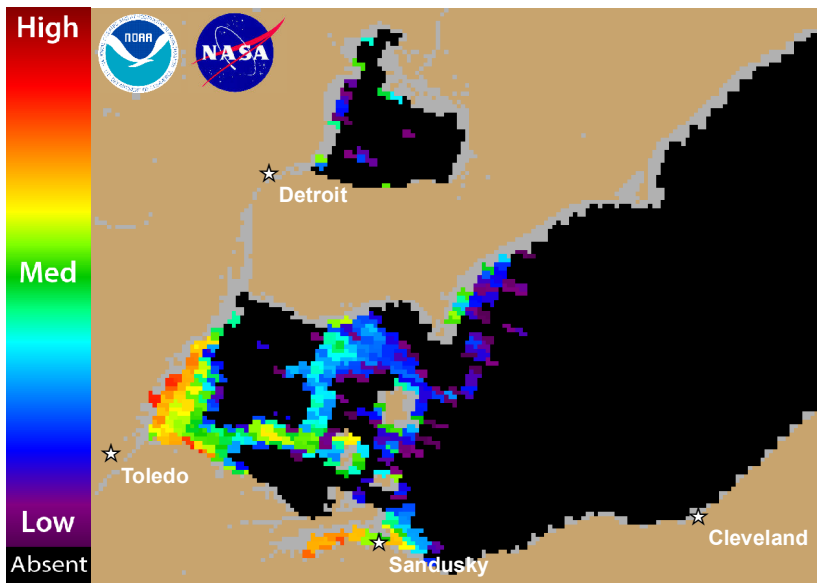 High
NOAA
NASA
Detroit
Med
Toledo
Low
Cleveland
Absent
Sandusky